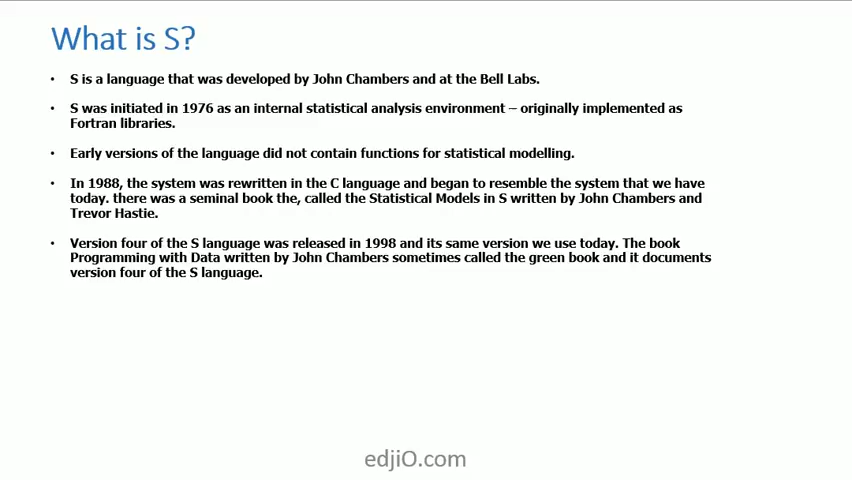 What is S?
• S is a language that was developed by John Chambers and at the Bell Labs.
• S was initiated in 1976 as an internal statistical analysis environment – originally implemented as
Fortran libraries.
• Early versions of the language did not contain functions for statistical modelling.
• In 1988, the system was rewritten in the C language and began to resemble the system that we have
today. there was a seminal book the, called the Statistical Models in S written by John Chambers and
Trevor Hastie.
• Version four of the S language was released in 1998 and its same version we use today. The book
Programming with Data written by John Chambers sometimes called the green book and it documents
version four of the S language.
edjiO.com